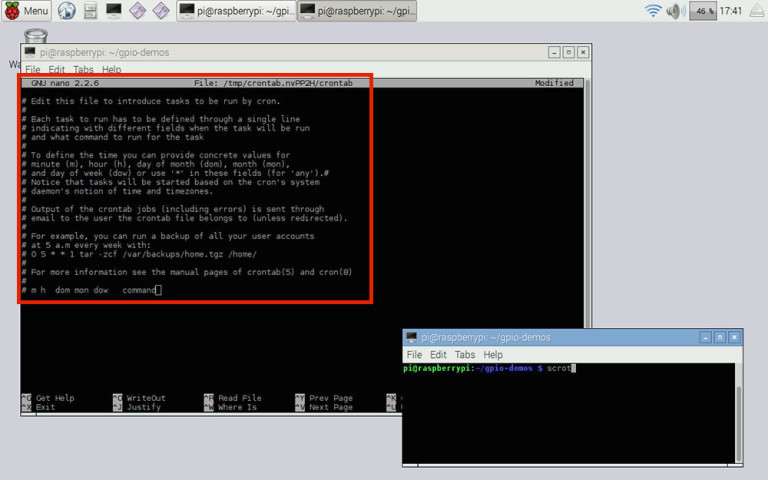 Menu pi@raspberrypi: ~/gpi... pi@raspberrypi: ~/gpi... 46 % 17:41
pi@raspberrypi: ~/gpio-demos
File Edit Tabs Help
GNU nano 2.2.6 File: /tmp/crontab.nvPP2H/crontab Modified
# Edit this file to introduce tasks to be run by cron.
#
# Each task to run has to be defined through a single line
# indicating with different fields when the task will be run
# and what command to run for the task
#
# To define the time you can provide concrete values for
# minute (m), hour (h), day of month (dom), month (mon),
# and day of week (dow) or use '*' in these fields (for 'any').#
# Notice that tasks will be started based on the cron's system
# daemon's notion of time and timezones.
#
# Output of the crontab jobs (including errors) is sent through
# email to the user the crontab file belongs to (unless redirected).
#
# For example, you can run a backup of all your user accounts
# at 5 a.m every week with:
# 0 5 * * 1 tar -zcf /var/backups/home.tgz /home/
#
# For more information see the manual pages of crontab(5) and cron(8)
#
# m h dom mon dow command
^G Get Help ^O WriteOut ^R Read File ^Y Prev Page ^K
^X Exit ^J Justify ^W Where Is ^V Next Page ^U
pi@raspberrypi: ~/gpio-demos
File Edit Tabs Help
pi@raspberrypi:~/gpio-demos $ scrot